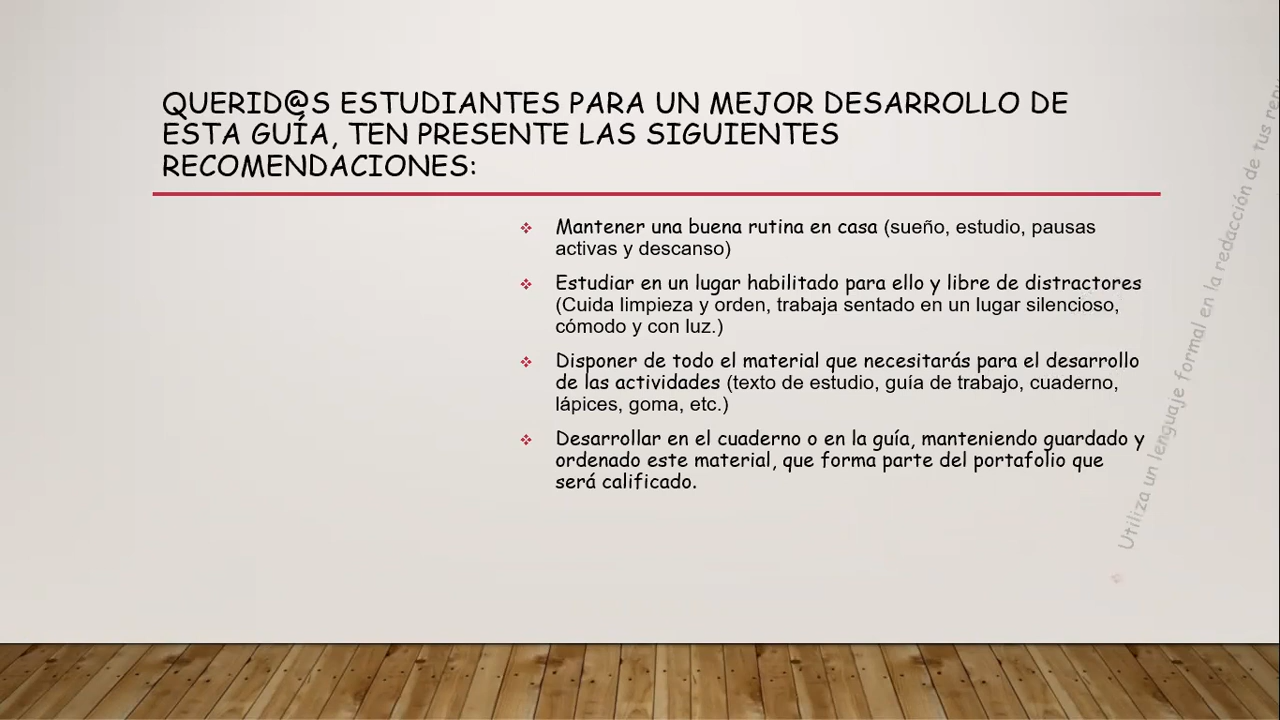 QUERID@S ESTUDIANTES PARA UN MEJOR DESARROLLO DE
ESTA GUÍA, TEN PRESENTE LAS SIGUIENTES
RECOMENDACIONES:
Mantener una buena rutina en casa (sueño, estudio, pausas
activas y descanso)
Estudiar en un lugar habilitado para ello y libre de distractores
(Cuida limpieza y orden, trabaja sentado en un lugar silencioso,
cómodo y con luz.)
Disponer de todo el material que necesitarás para el desarrollo
de las actividades (texto de estudio, guía de trabajo, cuaderno,
lápices, goma, etc.)
Desarrollar en el cuaderno o en la guía, manteniendo guardado y
ordenado este material, que forma parte del portafolio que
será calificado.
Utiliza un lenguaje formal en la redacción de tus